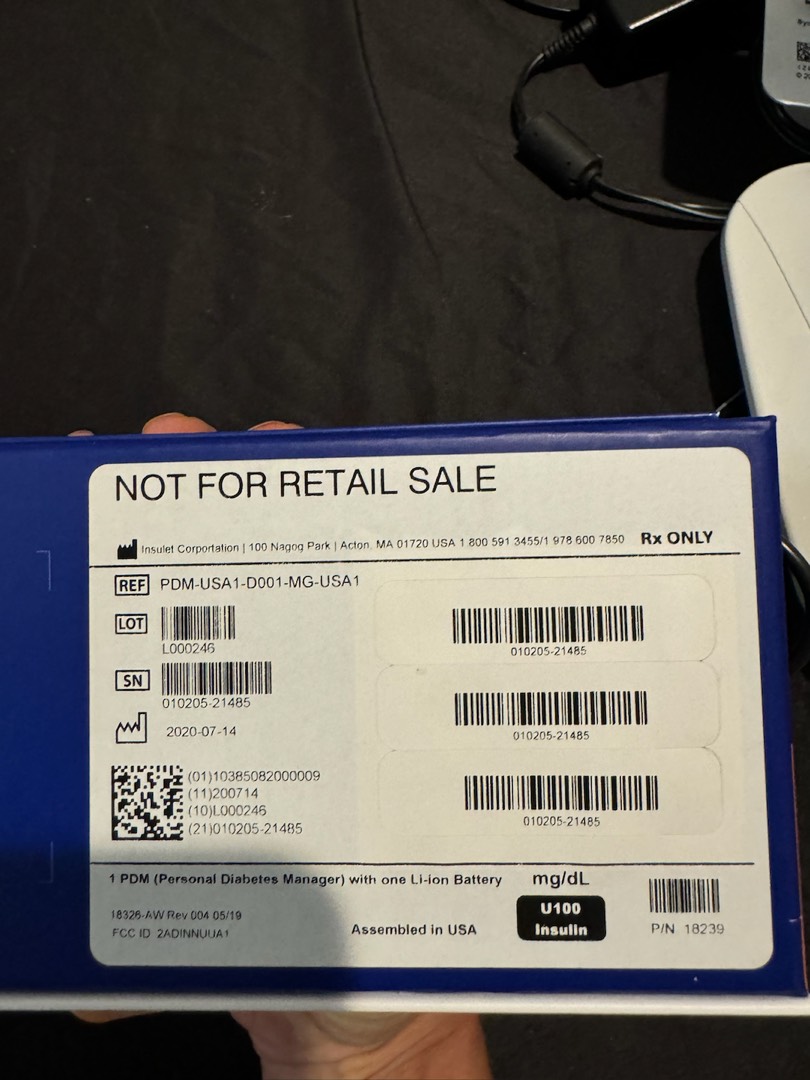 NOT FOR RETAIL SALE
Insulet Corportation | 100 Nagog Park | Acton, MA 01720 USA 1 800 591 3455/1 978 600 7850 Rx ONLY
REF PDM-USA1-D001-MG-USA1
LOT
L000246
SN
010205-21485
2020-07-14
(01)10385082000009
(11)200714
(10)L000246
(21)010205-21485
010205-21485
010205-21485
010205-21485
1 PDM (Personal Diabetes Manager) with one Li-ion Battery
mg/dL
18326-AW Rev 004 05/19
FCC ID 2ADINNUUA1
Assembled in USA
U100
Insulin
P/N 18239